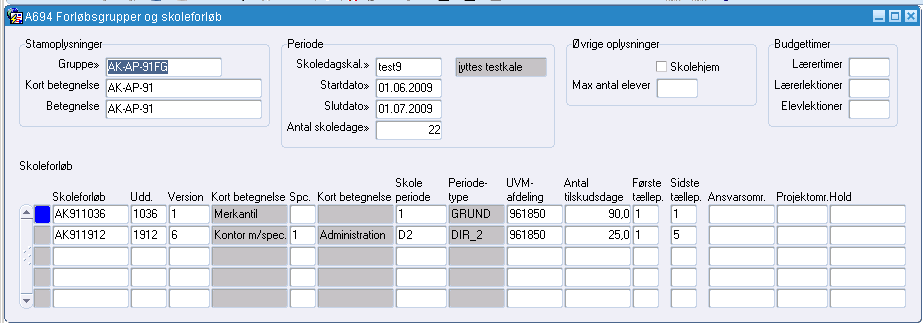 A694 Forløbsgrupper og skoleforløb
Stamoplysninger
Gruppe» AK-AP-91FG
Kort betegnelse AK-AP-91
Betegnelse AK-AP-91
Periode
Skoledagskal.» test9 jyttes testkale
Startdato» 01.06.2009
Slutdato» 01.07.2009
Antal skoledage» 22
Øvrige oplysninger
Skolehjem
Max antal elever
Budgettimer
Lærertimer
Lærerlektioner
Elevlektioner
Skoleforløb
Skoleforløb Udd. Version Kort betegnelse Spc. Kort betegnelse Skole periode Periode-type UVM-afdeling Antal tilskudsdage Første tællep. Sidste tællep. Ansvarsomr. Projektomr. Hold
AK911036 1036 1 Merkantil 1 GRUND 961850 90,0 1 1
AK911912 1912 6 Kontor m/spec. 1 Administration D2 DIR_2 961850 25,0 1 5